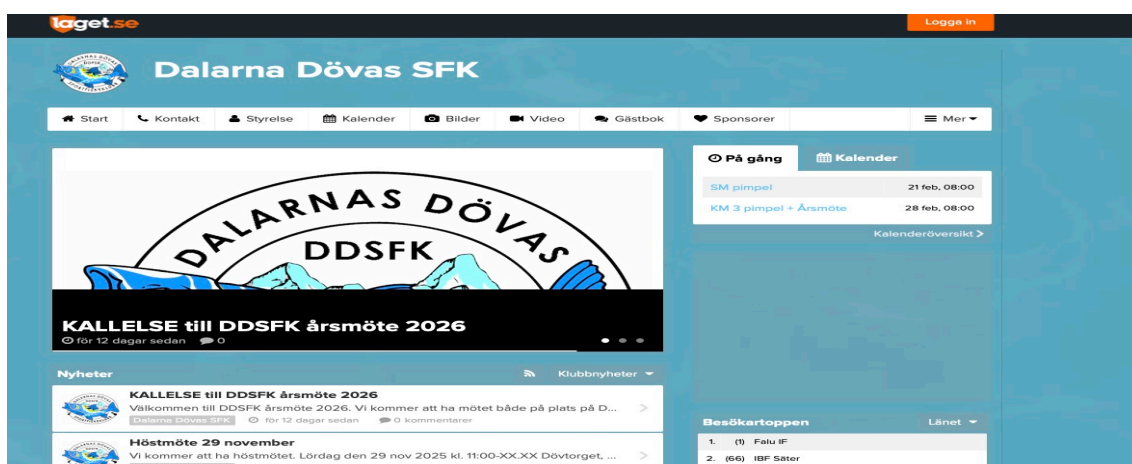 laget.se
Logga in
Dalarna Dövas SFK
Start Kontakt Styrelse Kalender Bilder Video Gästbok Sponsorer Mer
DALARNAS DÖVAS
DDSFK
KALLELSE till DDSFK årsmöte 2026
för 12 dagar sedan 0
På gång Kalender
SM pimpel 21 feb, 08:00
KM 3 pimpel + Årsmöte 28 feb, 08:00
Kalenderöversikt
Nyheter Klubbnyheter
KALLELSE till DDSFK årsmöte 2026
Välkommen till DDSFK årsmöte 2026. Vi kommer att ha mötet både på plats på D...
Dalarna Dövas SFK för 12 dagar sedan 0 kommentarer
Höstmöte 29 november
Vi kommer att ha höstmötet. Lördag den 29 nov 2025 kl. 11:00-XX.XX Dövtorget, ...
Besökartoppen Länet
1. (1) Falu IF
2. (66) IBF Säter